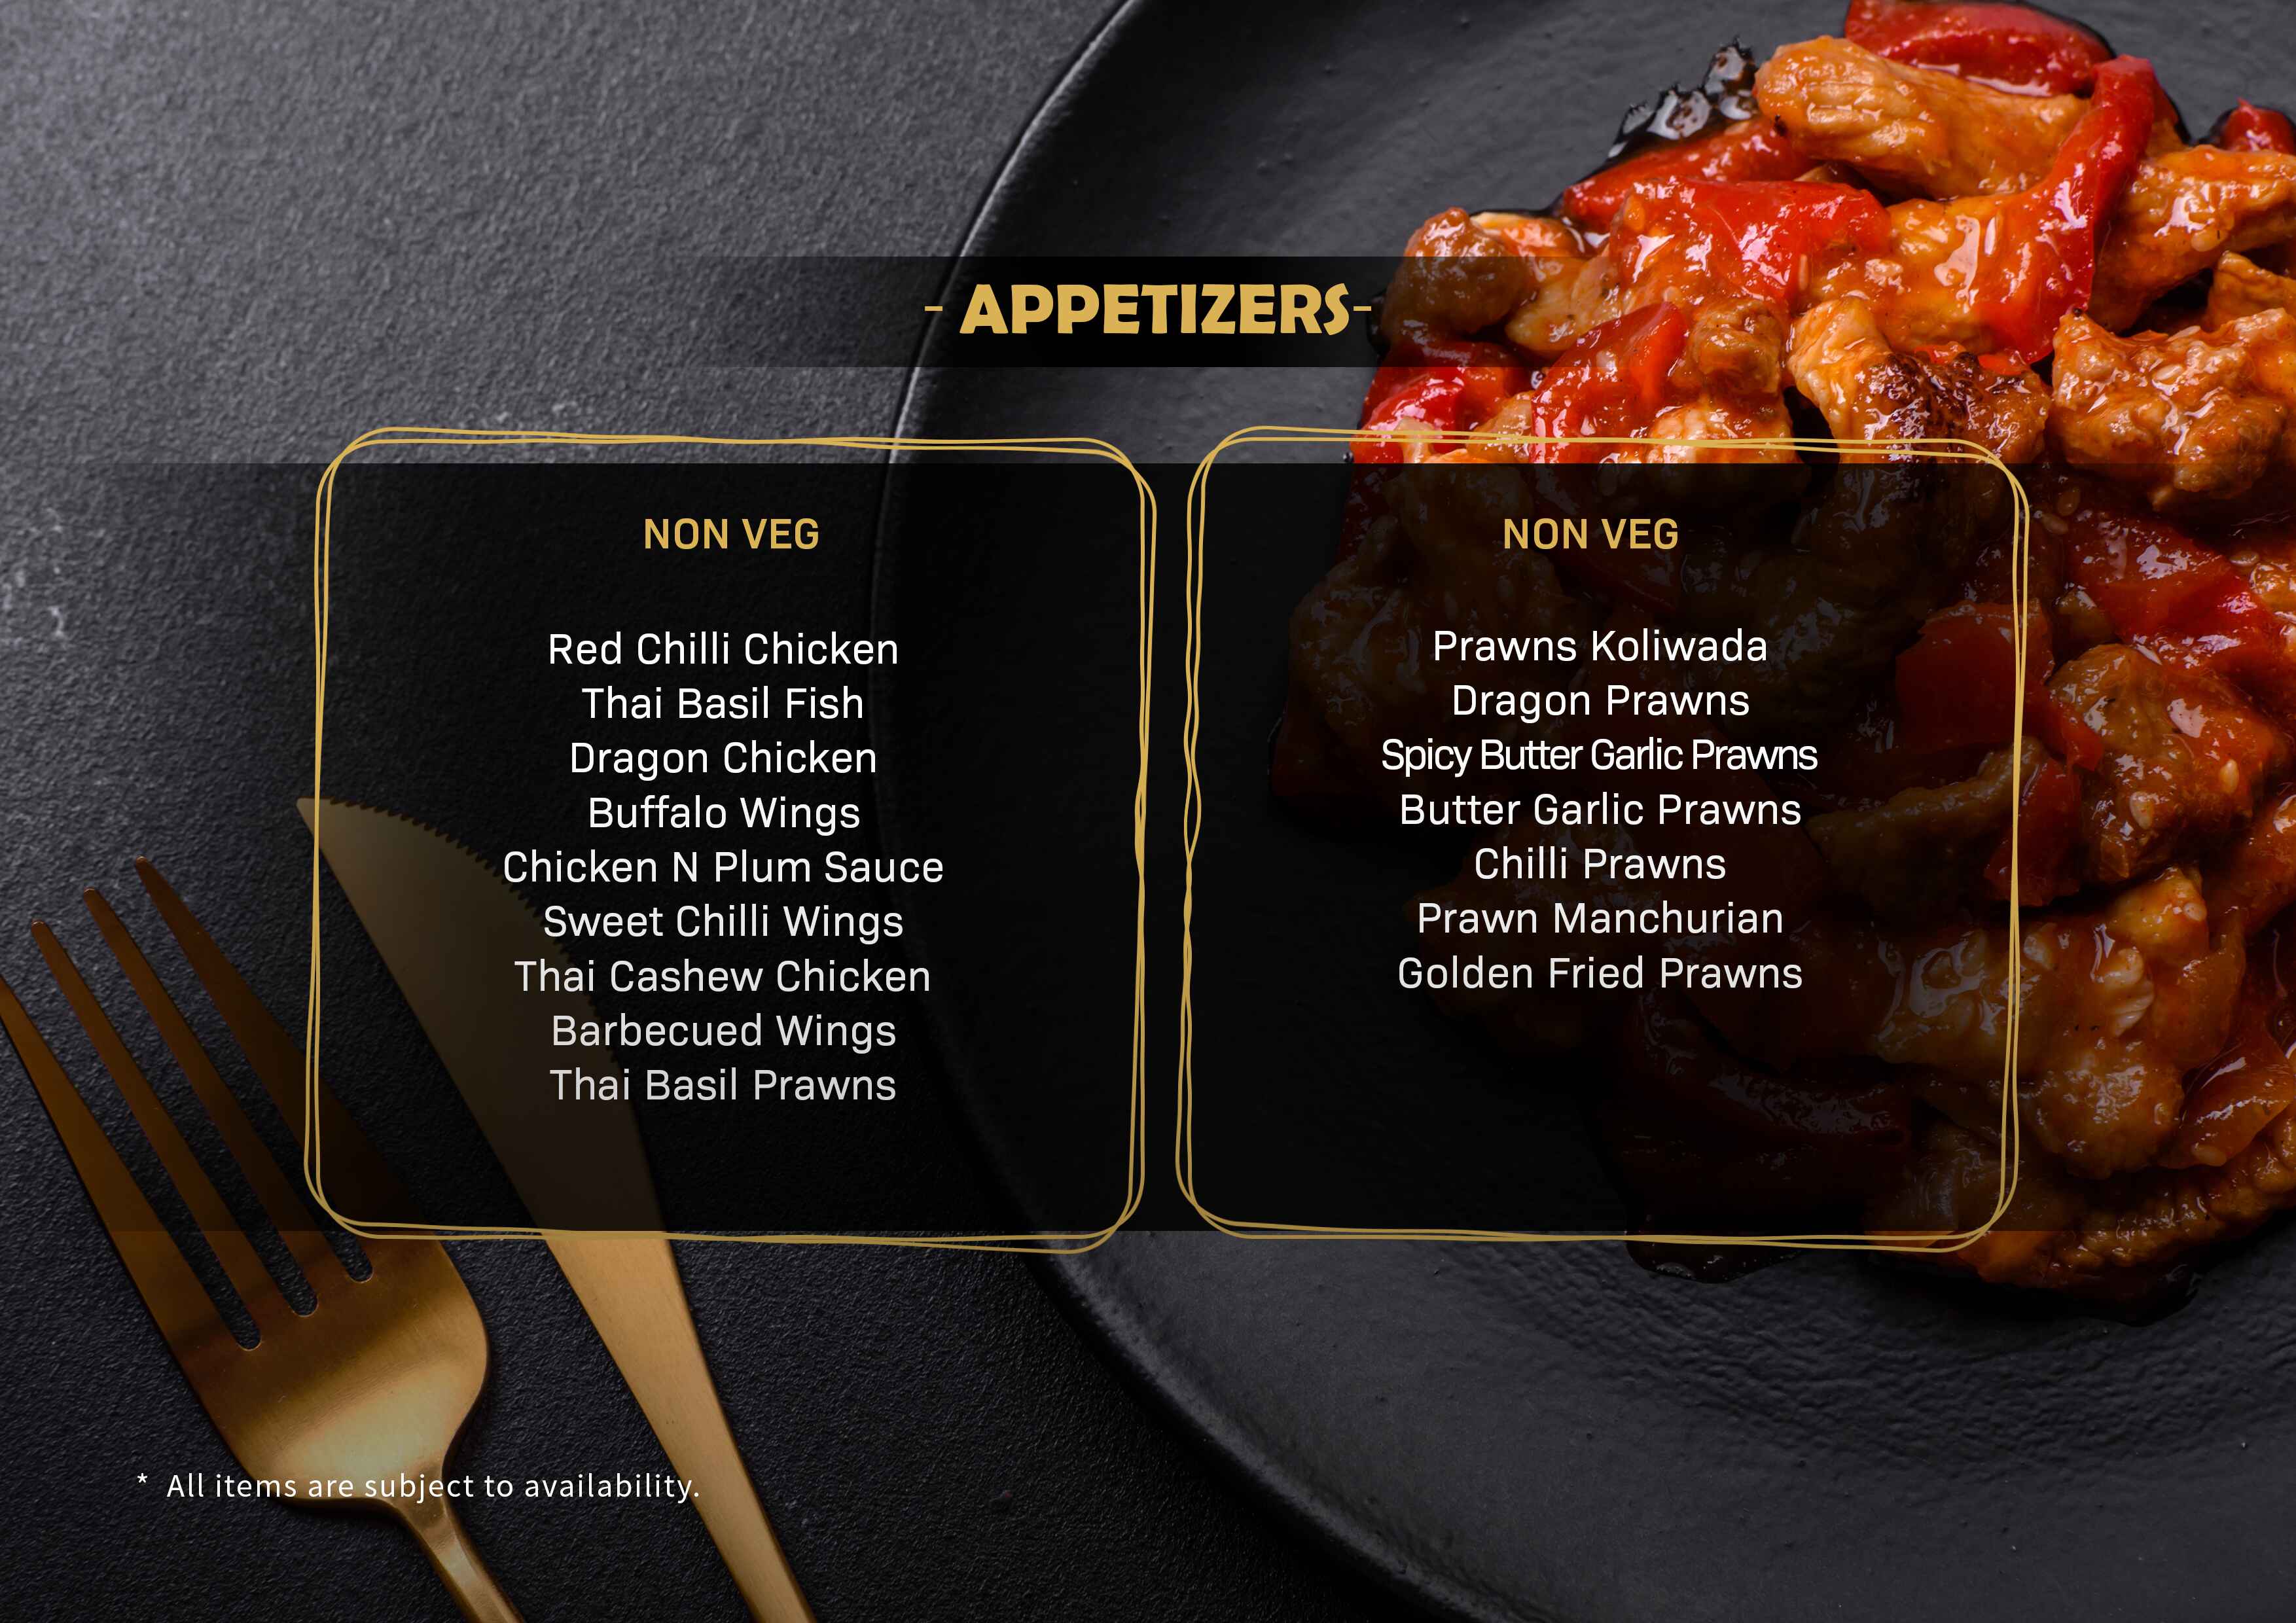 - APPETIZERS-
NON VEG
Red Chilli Chicken
Thai Basil Fish
Dragon Chicken
Buffalo Wings
Chicken N Plum Sauce
Sweet Chilli Wings
Thai Cashew Chicken
Barbecued Wings
Thai Basil Prawns
NON VEG
Prawns Koliwada
Dragon Prawns
Spicy Butter Garlic Prawns
Butter Garlic Prawns
Chilli Prawns
Prawn Manchurian
Golden Fried Prawns
* All items are subject to availability.